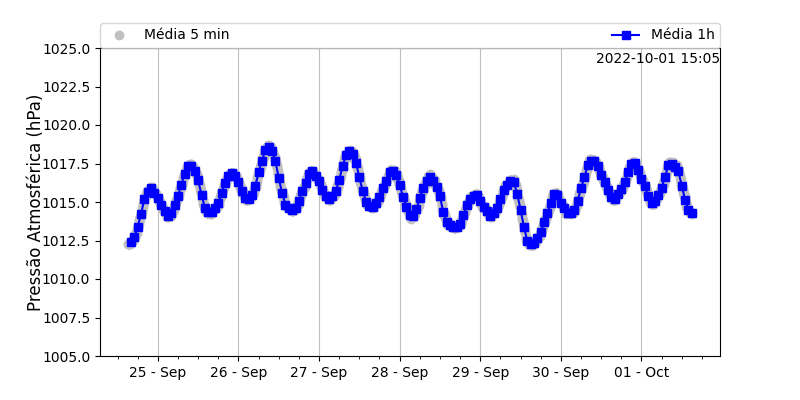 Média 5 min
Média 1h
2022-10-01 15:05
Pressão Atmosférica (hPa)
1025.0
1022.5
1020.0
1017.5
1015.0
1012.5
1010.0
1007.5
1005.0
25 - Sep
26 - Sep
27 - Sep
28 - Sep
29 - Sep
30 - Sep
01 - Oct